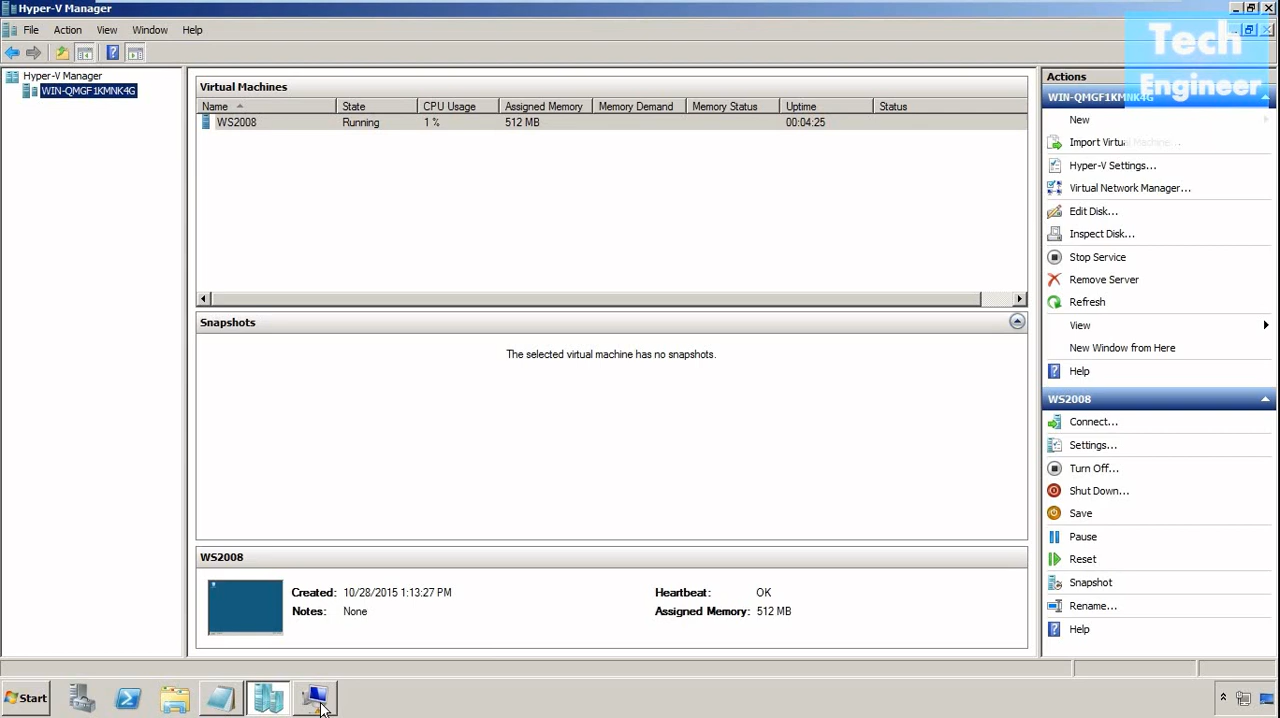 Hyper-V Manager
File Action View Window Help
Tech
Engineer
Hyper-V Manager
WIN-QMGF1KMNK4G
Virtual Machines
Name State CPU Usage Assigned Memory Memory Demand Memory Status Uptime Status
WS2008 Running 1 % 512 MB 00:04:25
Snapshots
The selected virtual machine has no snapshots.
WS2008
Created: 10/28/2015 1:13:27 PM Heartbeat: OK
Notes: None Assigned Memory: 512 MB
Actions
WIN-QMGF1KMNK4G
New
Import Virtual Machine...
Hyper-V Settings...
Virtual Network Manager...
Edit Disk...
Inspect Disk...
Stop Service
Remove Server
Refresh
View
New Window from Here
Help
WS2008
Connect...
Settings...
Turn Off...
Shut Down...
Save
Pause
Reset
Snapshot
Rename...
Help
Start